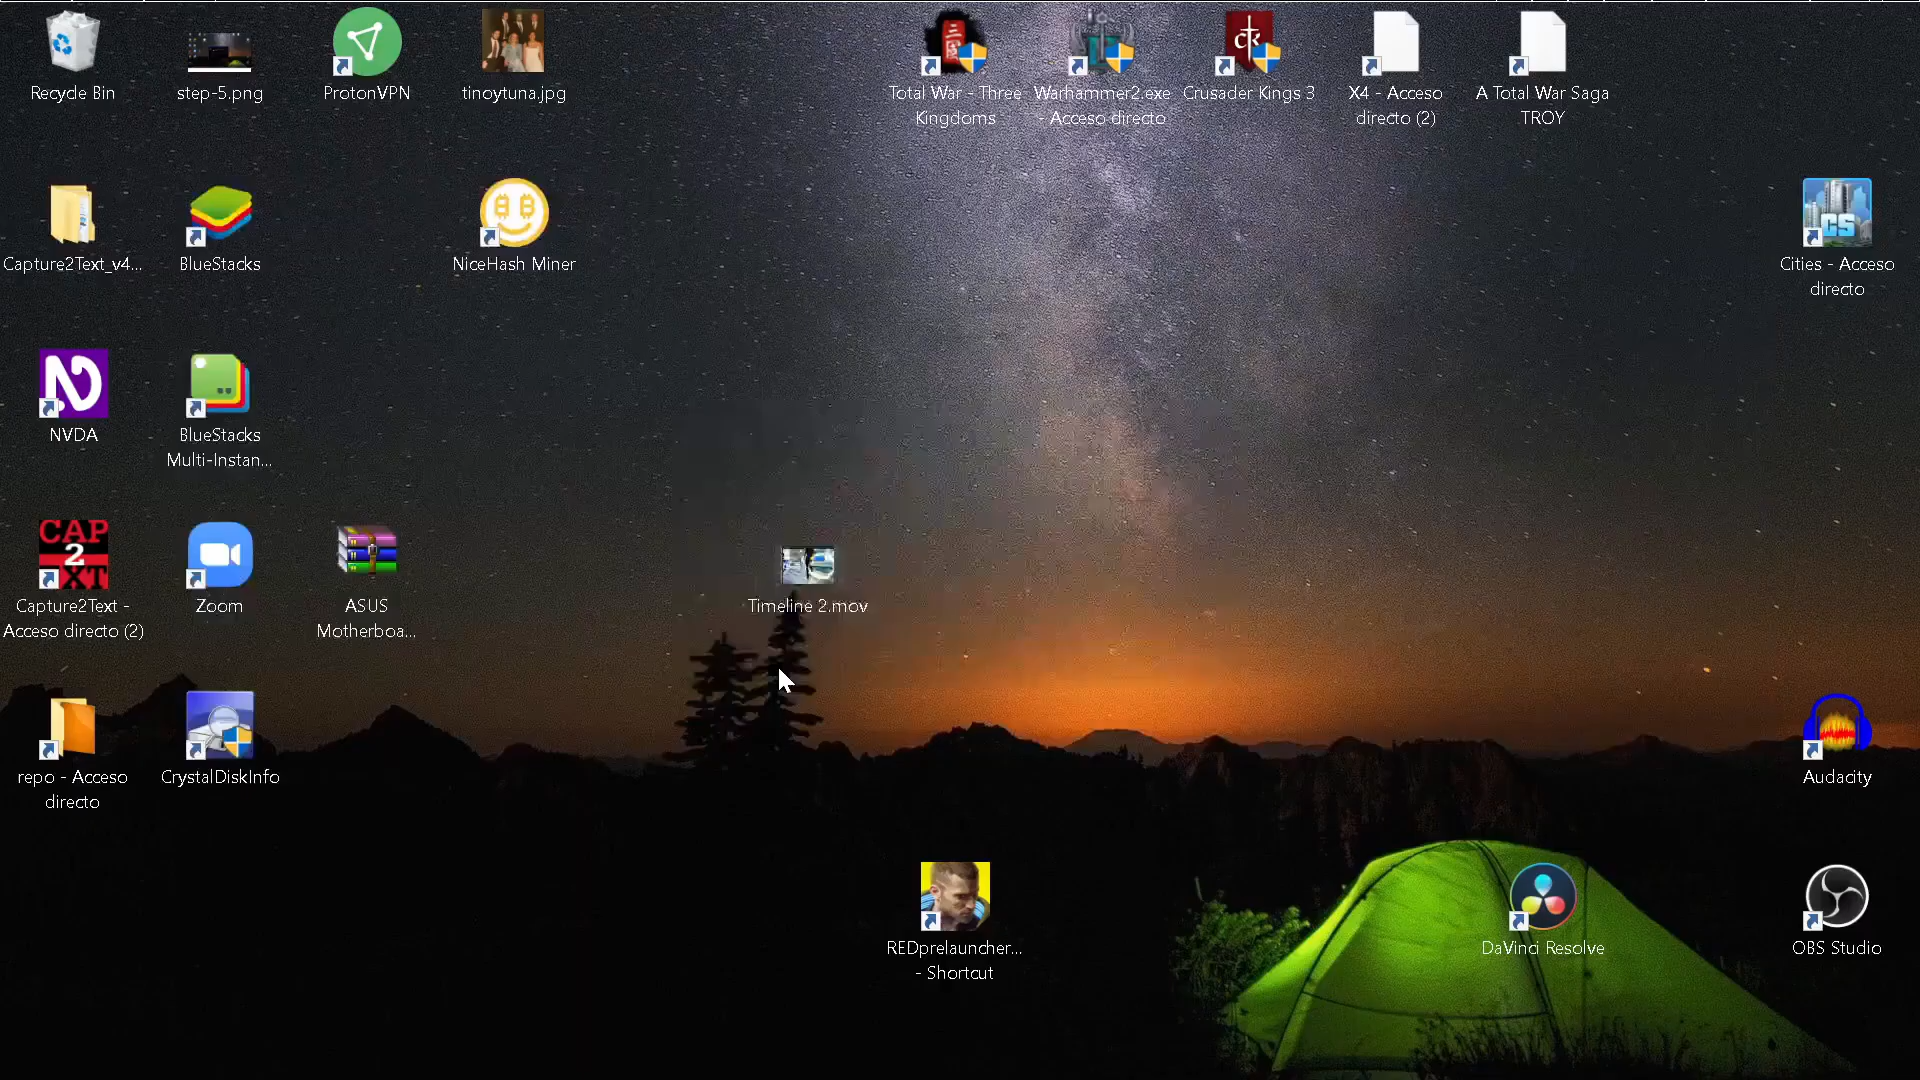 Recycle Bin
step-5.png
ProtonVPN
tinoytuna.jpg
Total War - Three
Kingdoms
Warhammer2.exe
- Acceso directo
Crusader Kings 3
X4 - Acceso
directo (2)
A Total War Saga
TROY
Capture2Text_v4...
BlueStacks
NiceHash Miner
CS
Cities - Acceso
directo
NVDA
BlueStacks
Multi-Instan...
CAP
2
XT
Capture2Text -
Acceso directo (2)
Zoom
ASUS
Motherboa...
Timeline 2.mov
repo - Acceso
directo
CrystalDiskInfo
Audacity
REDprelauncher...
- Shortcut
DaVinci Resolve
OBS Studio